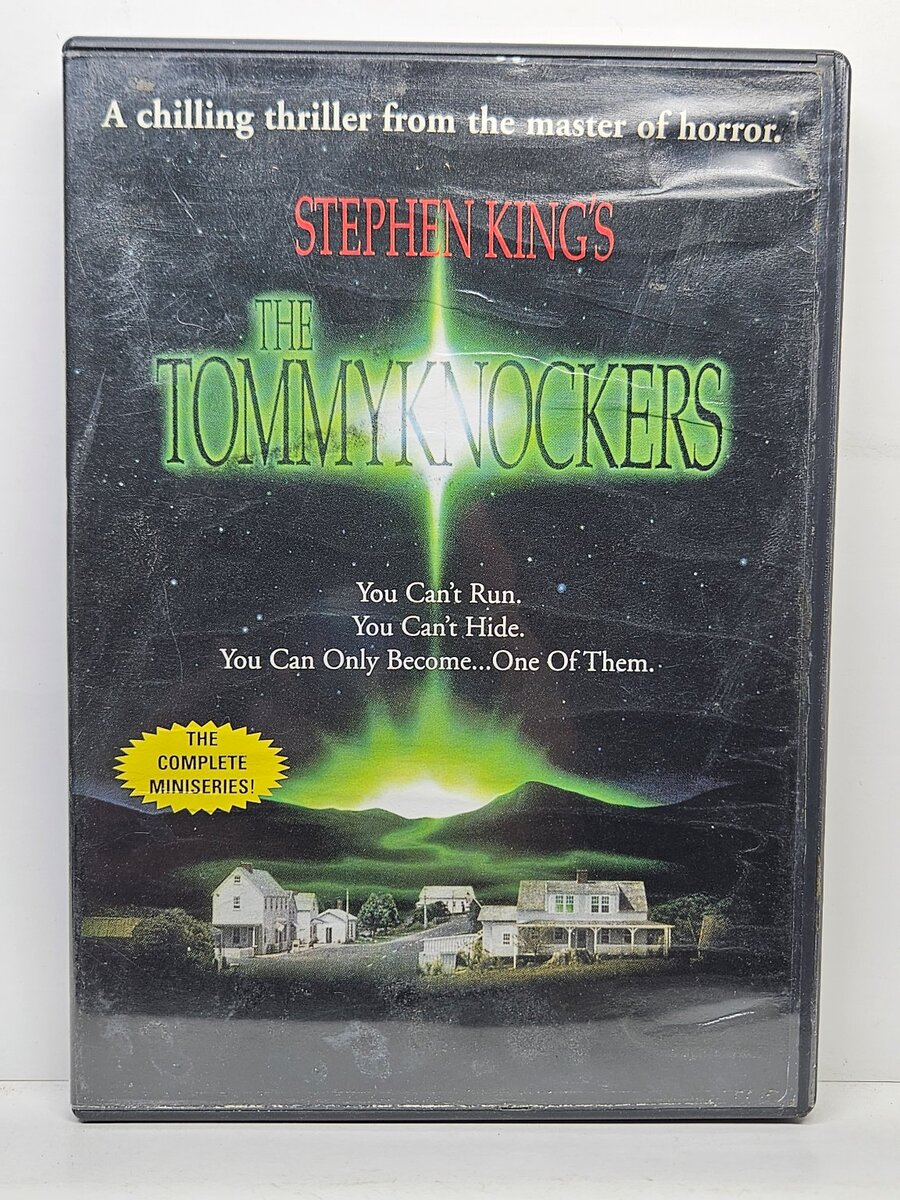 A chilling thriller from the master of horror.
STEPHEN KING'S
THE
TOMMYKNOCKERS
You Can't Run.
You Can't Hide.
You Can Only Become...One Of Them.
THE
COMPLETE
MINISERIES!